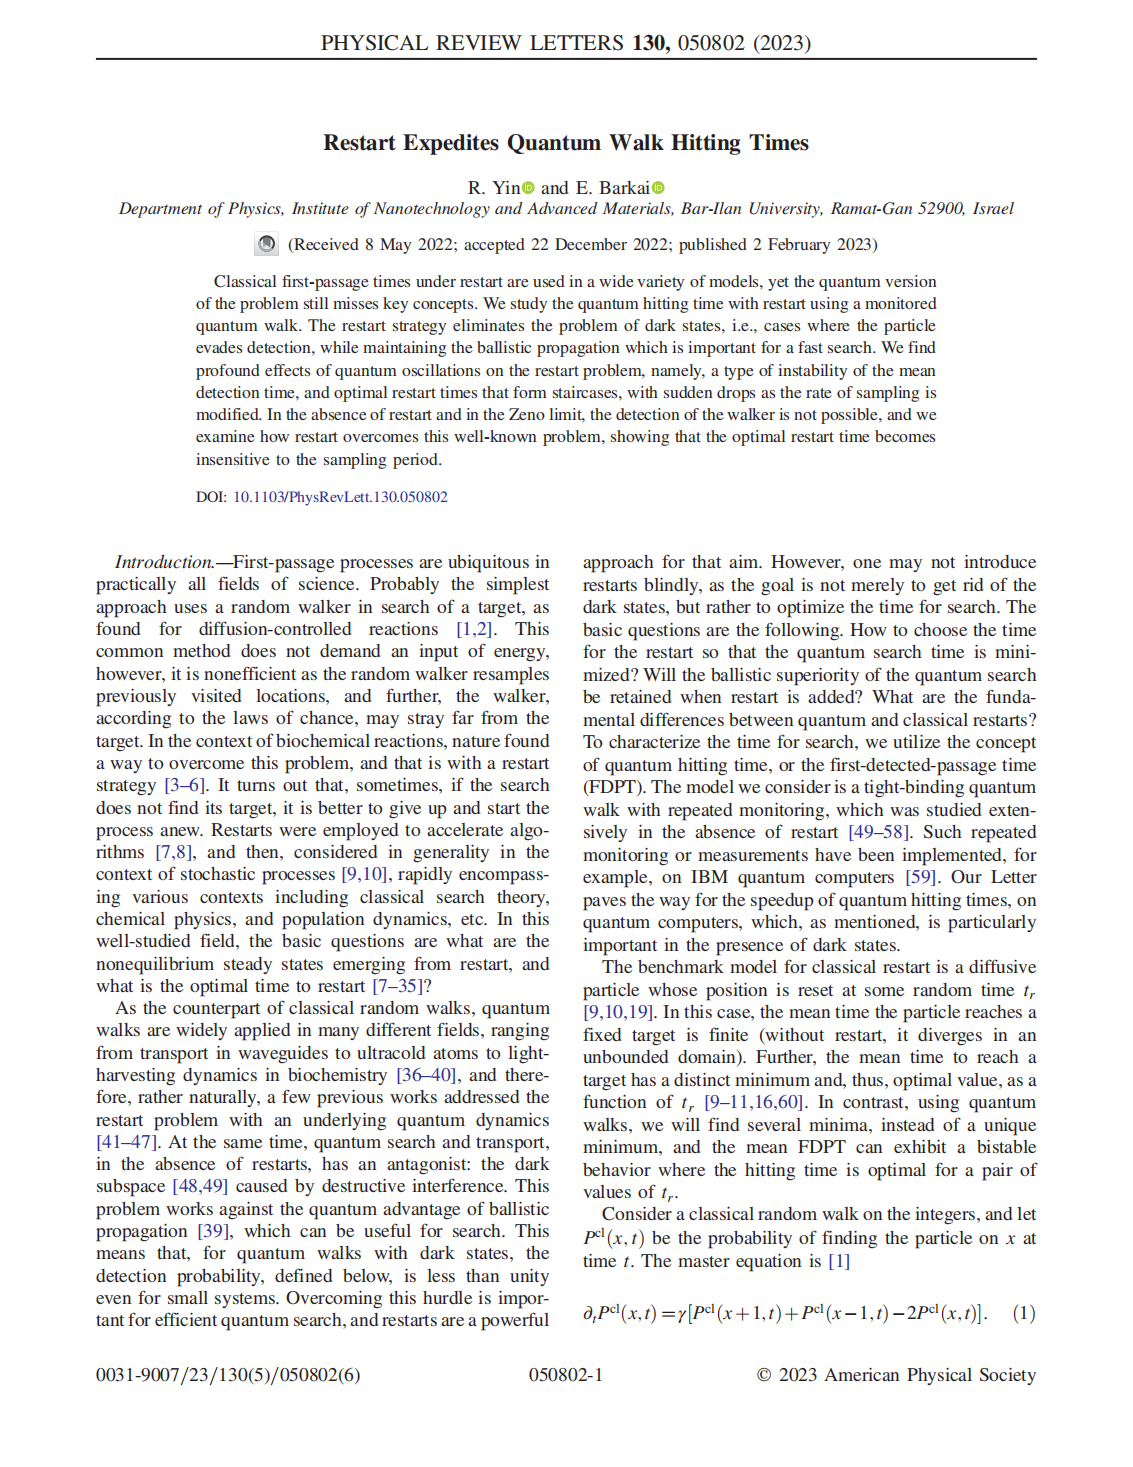 PHYSICAL REVIEW LETTERS 130, 050802 (2023)
Restart Expedites Quantum Walk Hitting Times
R. Yin and E. Barkai
Department of Physics, Institute of Nanotechnology and Advanced Materials, Bar-Ilan University, Ramat-Gan 52900, Israel
(Received 8 May 2022; accepted 22 December 2022; published 2 February 2023)
Classical first-passage times under restart are used in a wide variety of models, yet the quantum version
of the problem still misses key concepts. We study the quantum hitting time with restart using a monitored
quantum walk. The restart strategy eliminates the problem of dark states, i.e., cases where the particle
evades detection, while maintaining the ballistic propagation which is important for a fast search. We find
profound effects of quantum oscillations on the restart problem, namely, a type of instability of the mean
detection time, and optimal restart times that form staircases, with sudden drops as the rate of sampling is
modified. In the absence of restart and in the Zeno limit, the detection of the walker is not possible, and we
examine how restart overcomes this well-known problem, showing that the optimal restart time becomes
insensitive to the sampling period.
DOI: 10.1103/PhysRevLett.130.050802
Introduction.—First-passage processes are ubiquitous in
practically all fields of science. Probably the simplest
approach uses a random walker in search of a target, as
found for diffusion-controlled reactions [1,2]. This
common method does not demand an input of energy,
however, it is nonefficient as the random walker resamples
previously visited locations, and further, the walker,
according to the laws of chance, may stray far from the
target. In the context of biochemical reactions, nature found
a way to overcome this problem, and that is with a restart
strategy [3–6]. It turns out that, sometimes, if the search
does not find its target, it is better to give up and start the
process anew. Restarts were employed to accelerate algo-
rithms [7,8], and then, considered in generality in the
context of stochastic processes [9,10], rapidly encompass-
ing various contexts including classical search theory,
chemical physics, and population dynamics, etc. In this
well-studied field, the basic questions are what are the
nonequilibrium steady states emerging from restart, and
what is the optimal time to restart [7–35]?
As the counterpart of classical random walks, quantum
walks are widely applied in many different fields, ranging
from transport in waveguides to ultracold atoms to light-
harvesting dynamics in biochemistry [36–40], and there-
fore, rather naturally, a few previous works addressed the
restart problem with an underlying quantum dynamics
[41–47]. At the same time, quantum search and transport,
in the absence of restarts, has an antagonist: the dark
subspace [48,49] caused by destructive interference. This
problem works against the quantum advantage of ballistic
propagation [39], which can be useful for search. This
means that, for quantum walks with dark states, the
detection probability, defined below, is less than unity
even for small systems. Overcoming this hurdle is impor-
tant for efficient quantum search, and restarts are a powerful
approach for that aim. However, one may not introduce
restarts blindly, as the goal is not merely to get rid of the
dark states, but rather to optimize the time for search. The
basic questions are the following. How to choose the time
for the restart so that the quantum search time is mini-
mized? Will the ballistic superiority of the quantum search
be retained when restart is added? What are the funda-
mental differences between quantum and classical restarts?
To characterize the time for search, we utilize the concept
of quantum hitting time, or the first-detected-passage time
(FDPT). The model we consider is a tight-binding quantum
walk with repeated monitoring, which was studied exten-
sively in the absence of restart [49–58]. Such repeated
monitoring or measurements have been implemented, for
example, on IBM quantum computers [59]. Our Letter
paves the way for the speedup of quantum hitting times, on
quantum computers, which, as mentioned, is particularly
important in the presence of dark states.
The benchmark model for classical restart is a diffusive
particle whose position is reset at some random time tᵣ
[9,10,19]. In this case, the mean time the particle reaches a
fixed target is finite (without restart, it diverges in an
unbounded domain). Further, the mean time to reach a
target has a distinct minimum and, thus, optimal value, as a
function of tᵣ [9–11,16,60]. In contrast, using quantum
walks, we will find several minima, instead of a unique
minimum, and the mean FDPT can exhibit a bistable
behavior where the hitting time is optimal for a pair of
values of tᵣ.
Consider a classical random walk on the integers, and let
Pᶜˡ(x, t) be the probability of finding the particle on x at
time t. The master equation is [1]
∂ₜPᶜˡ(x,t)=γ[Pᶜˡ(x+1,t)+Pᶜˡ(x−1,t)−2Pᶜˡ(x,t)]. (1)
0031-9007/23/130(5)/050802(6)
050802-1
© 2023 American Physical Society